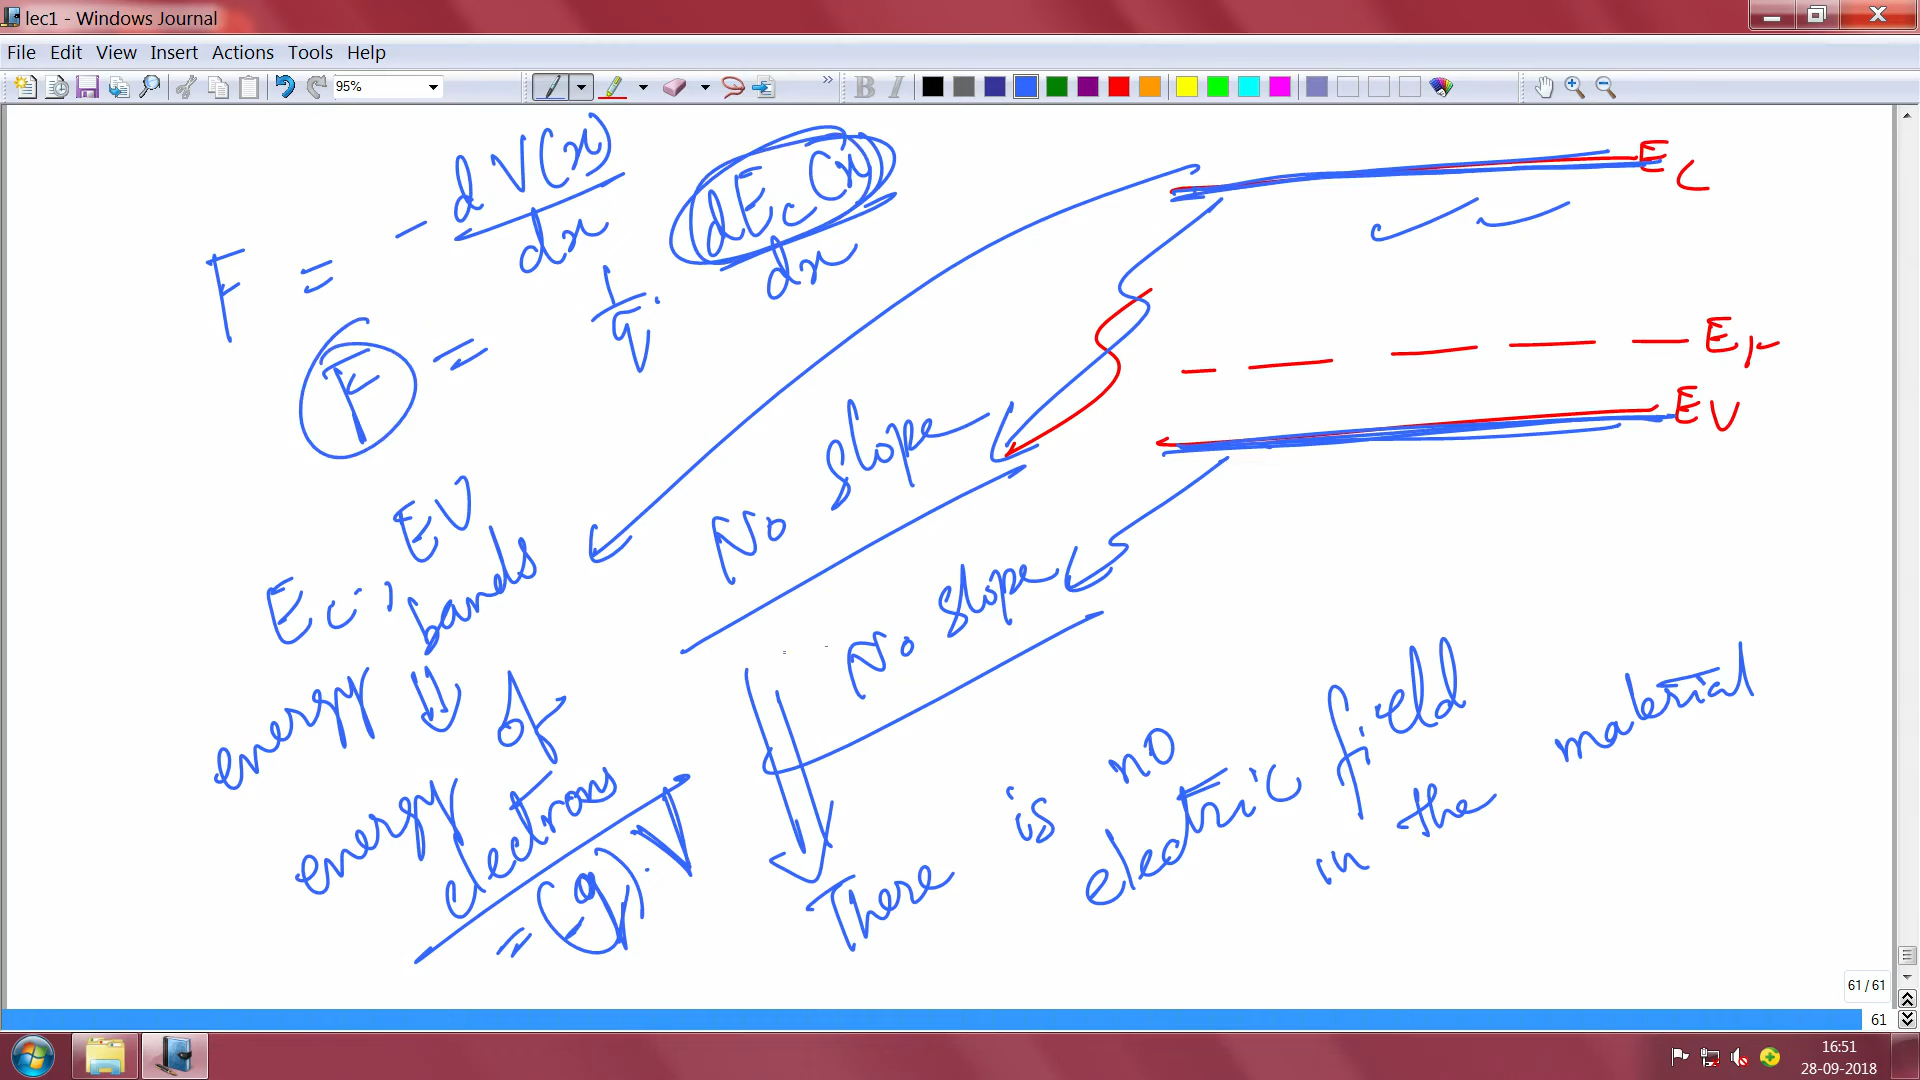 lec1 - Windows Journal
File Edit View Insert Actions Tools Help
95%
B I
F = - dV(x)/dx
F = 1/q · dEc(x)/dx
EC
EV
No slope
No slope
Ec, EV
bands
energy of
energy
electrons
= (-q).V
There is no
electric field
in the material
61 / 61
61
16:51
28-09-2018